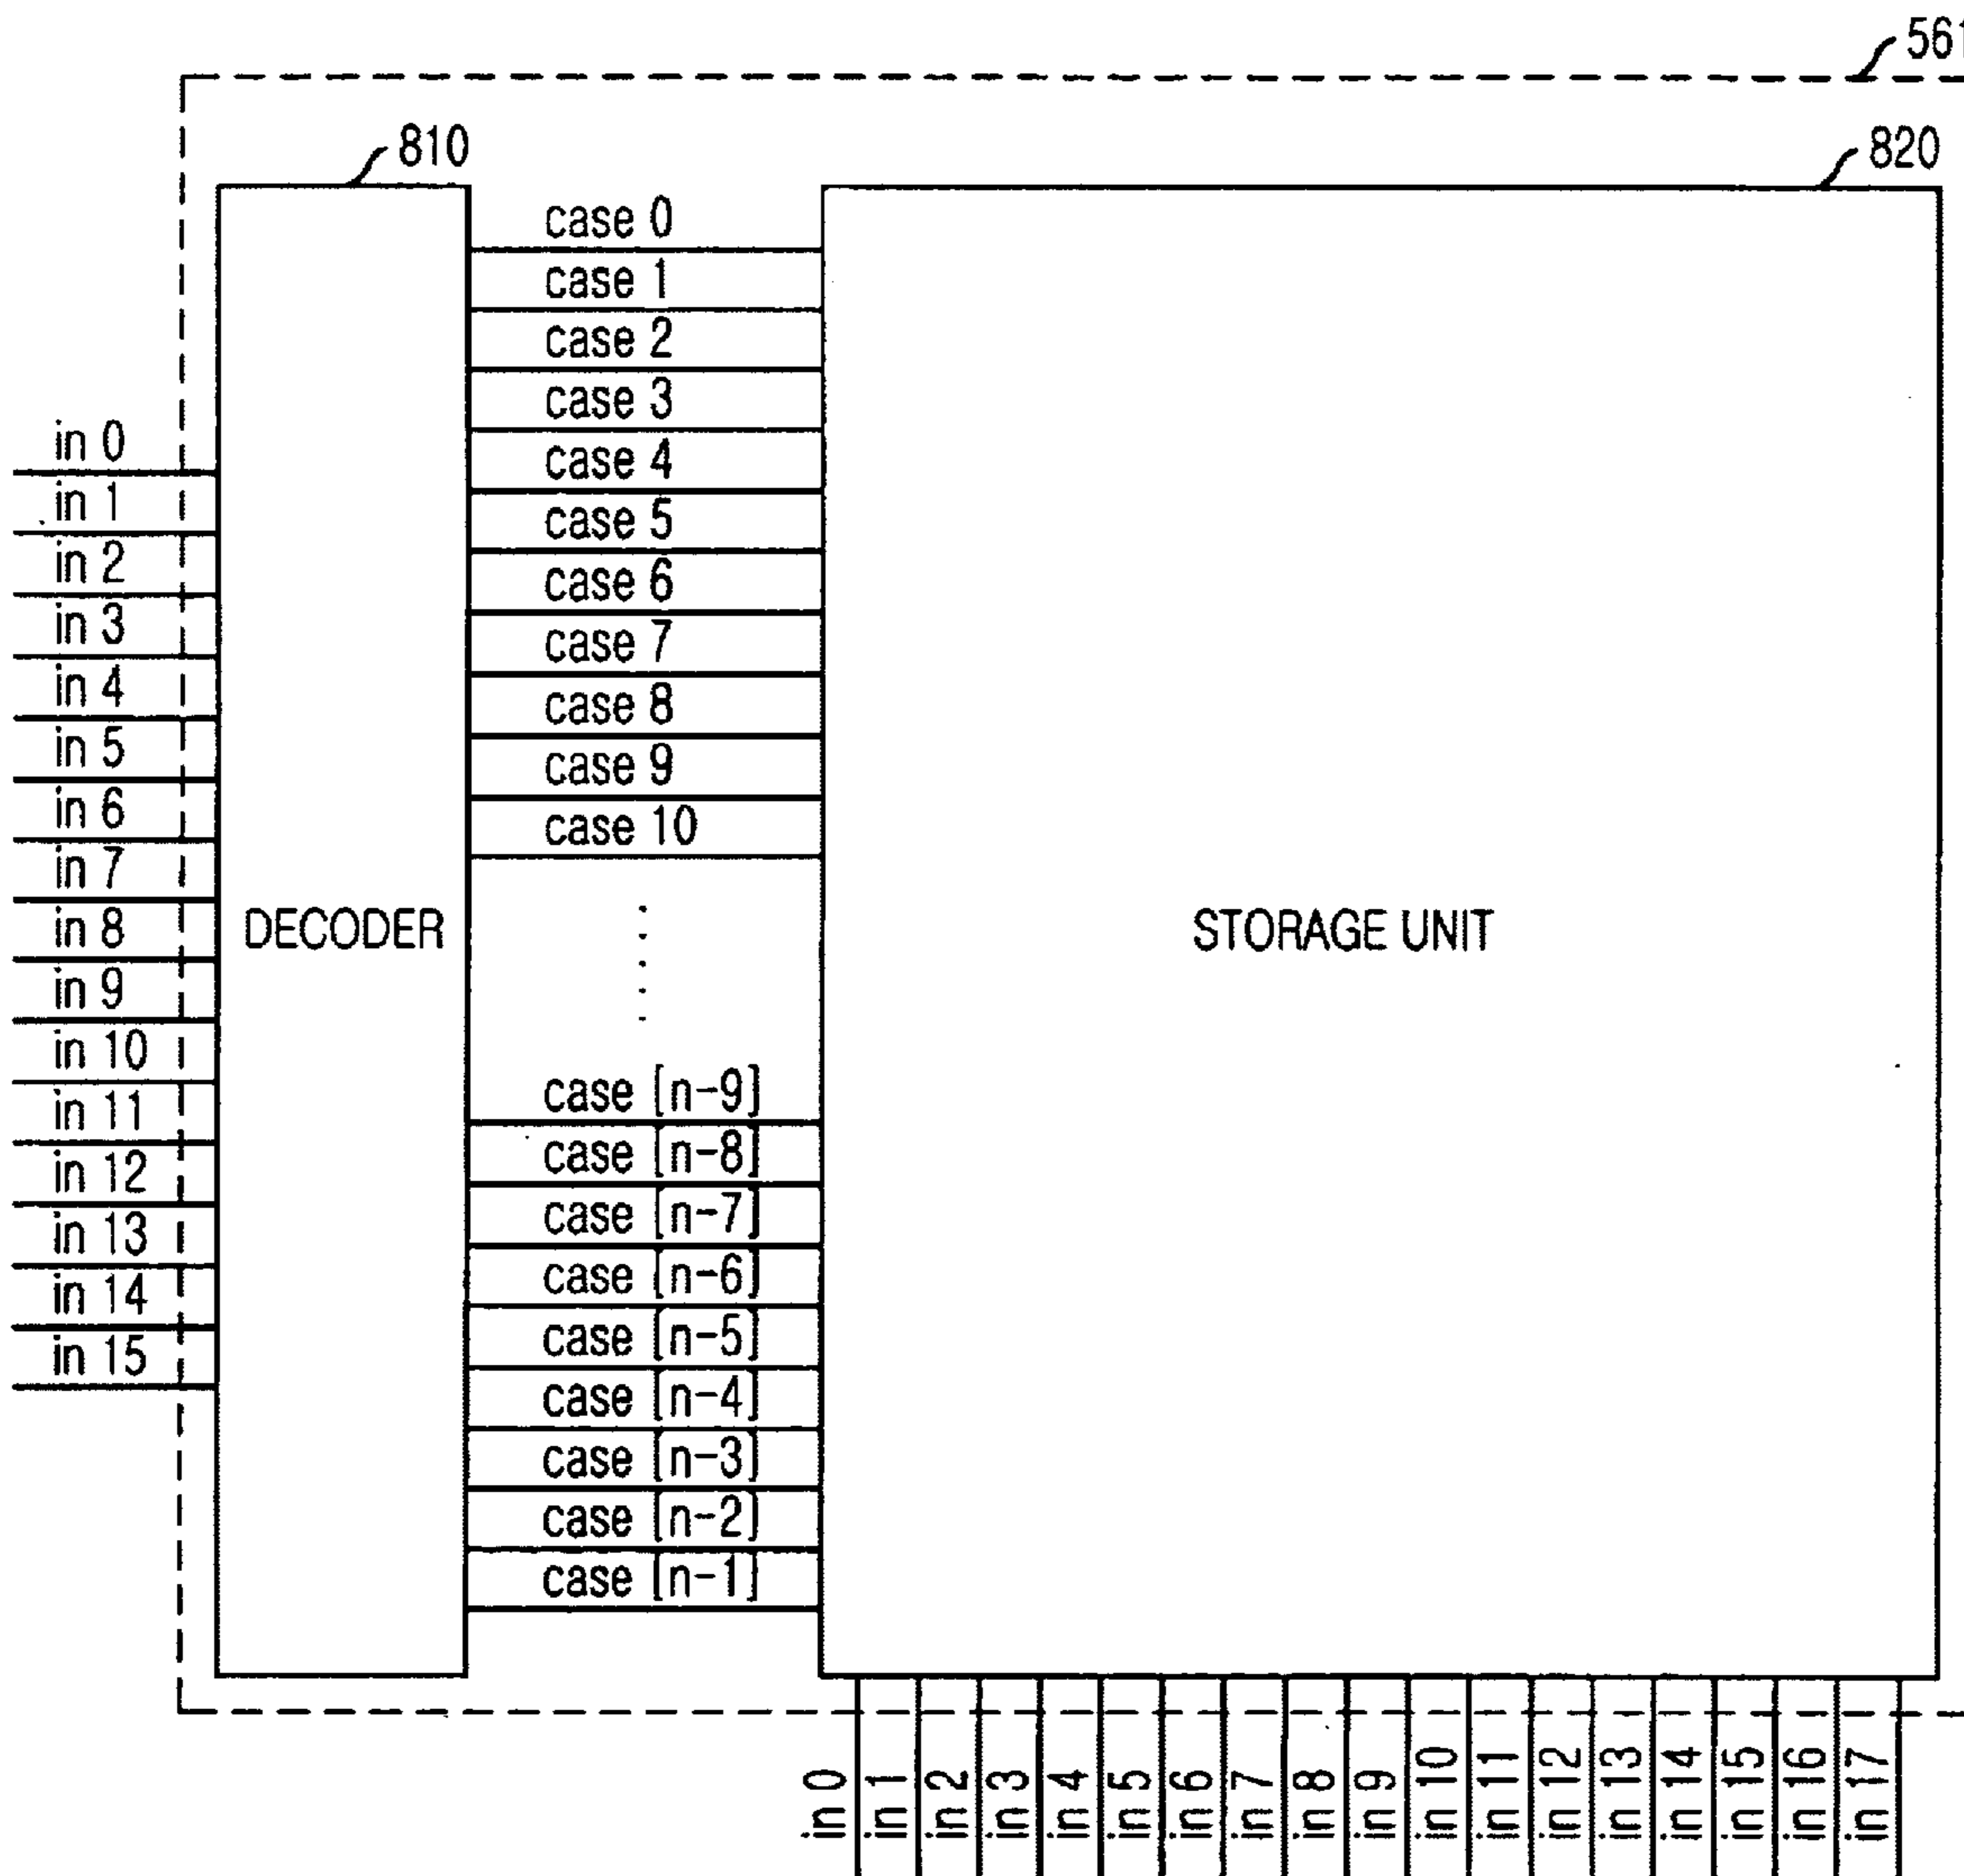 561
810
820
case 0
case 1
case 2
case 3
case 4
case 5
case 6
case 7
case 8
case 9
case 10
case [n-9]
case [n-8]
case [n-7]
case [n-6]
case [n-5]
case [n-4]
case [n-3]
case [n-2]
case [n-1]
in 0
in 1
in 2
in 3
in 4
in 5
in 6
in 7
in 8
in 9
in 10
in 11
in 12
in 13
in 14
in 15
DECODER
STORAGE UNIT
in 0
in 1
in 2
in 3
in 4
in 5
in 6
in 7
in 8
in 9
in 10
in 11
in 12
in 13
in 14
in 15
in 16
in 17